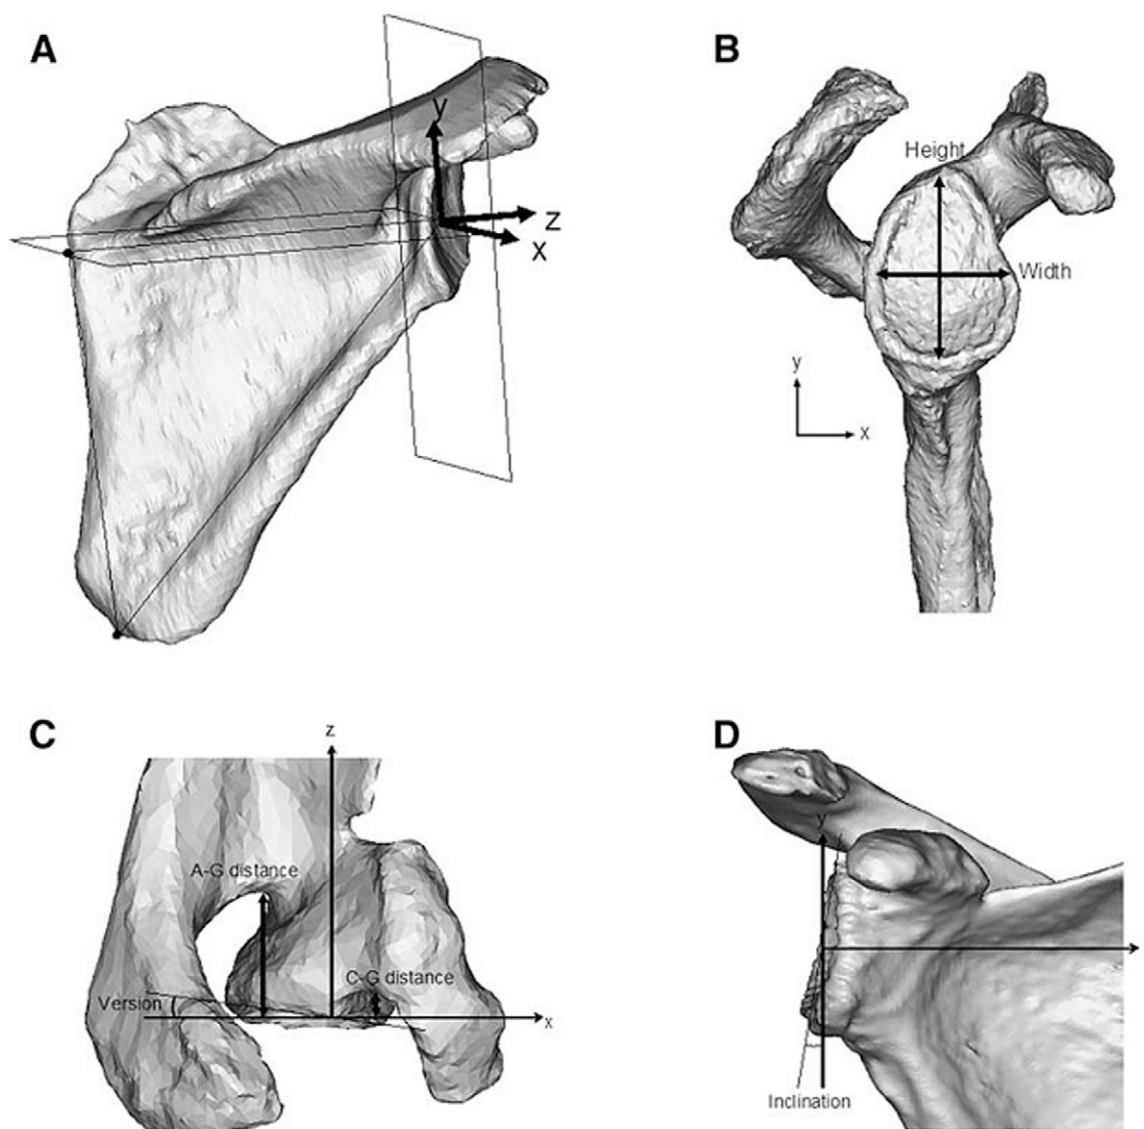 A
y
Z
X
B
Height
Width
y
x
C
z
A-G distance
C-G distance
Version
x
D
y
Inclination